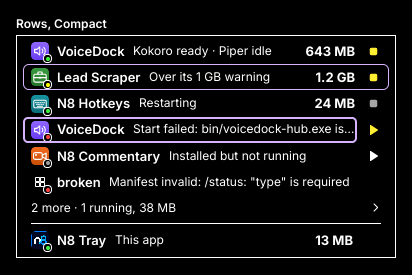 Rows, Compact
VoiceDock Kokoro ready · Piper idle 643 MB
Lead Scraper Over its 1 GB warning 1.2 GB
N8 Hotkeys Restarting 24 MB
VoiceDock Start failed: bin/voicedock-hub.exe is...
N8 Commentary Installed but not running
broken Manifest invalid: /status: "type" is required
2 more · 1 running, 38 MB
N8 Tray This app 13 MB